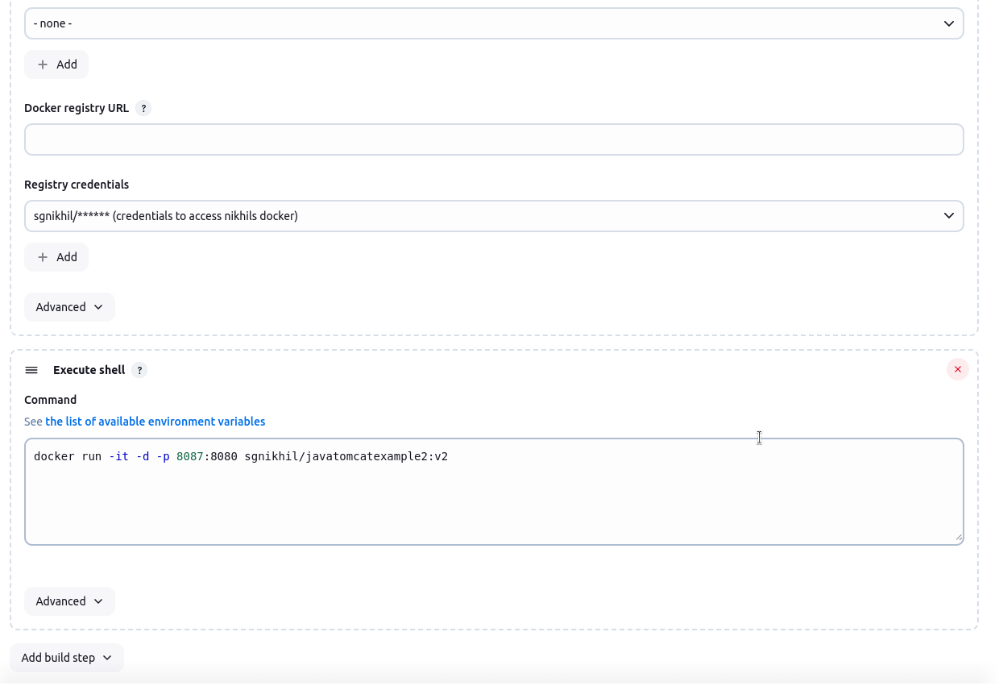 - none -
Add
Docker registry URL ?
Registry credentials
sgnikhil/****** (credentials to access nikhils docker)
Add
Advanced
Execute shell ?
Command
See the list of available environment variables
docker run -it -d -p 8087:8080 sgnikhil/javatomcatexample2:v2
Advanced
Add build step